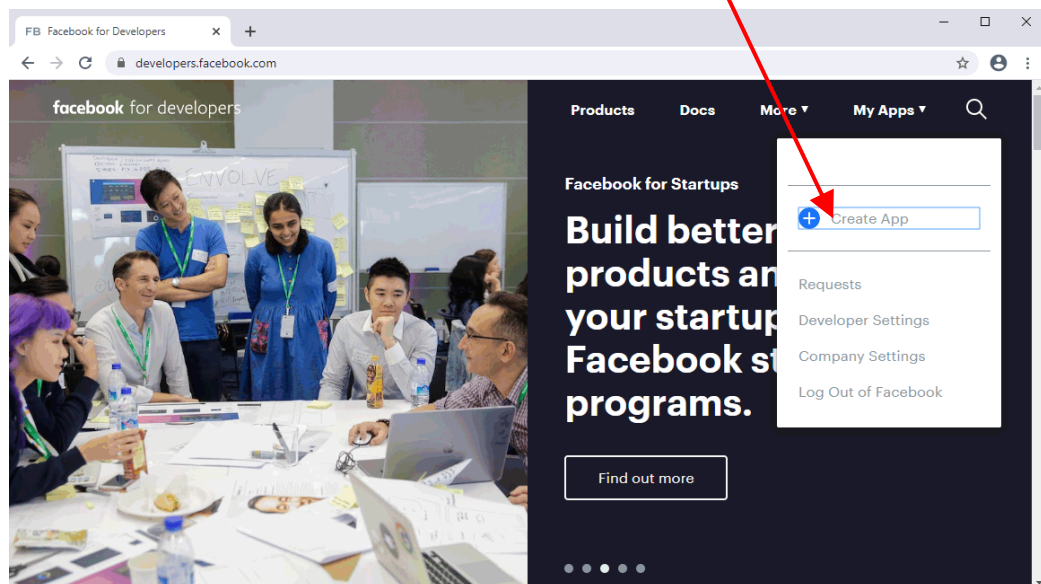 FB Facebook for Developers
developers.facebook.com
facebook for developers
Products Docs More ▼ My Apps ▼
ENVOLVE
Facebook for Startups
Build better
products an
your startup
Facebook st
programs.
Find out more
Create App
Requests
Developer Settings
Company Settings
Log Out of Facebook